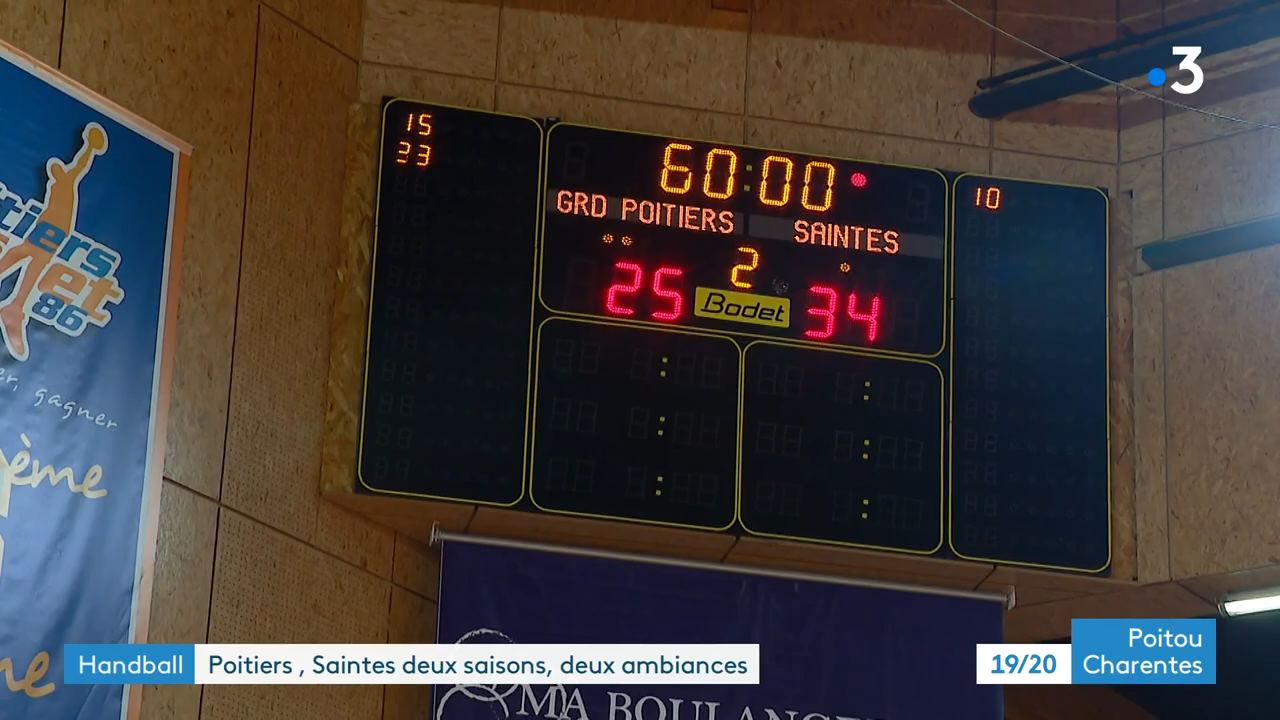 3
15
33
60:00
10
GRD POITIERS
SAINTES
2
25
34
Bodet
86
gagner
ème
MA BOULANGE
Handball
Poitiers , Saintes deux saisons, deux ambiances
19/20
Poitou
Charentes